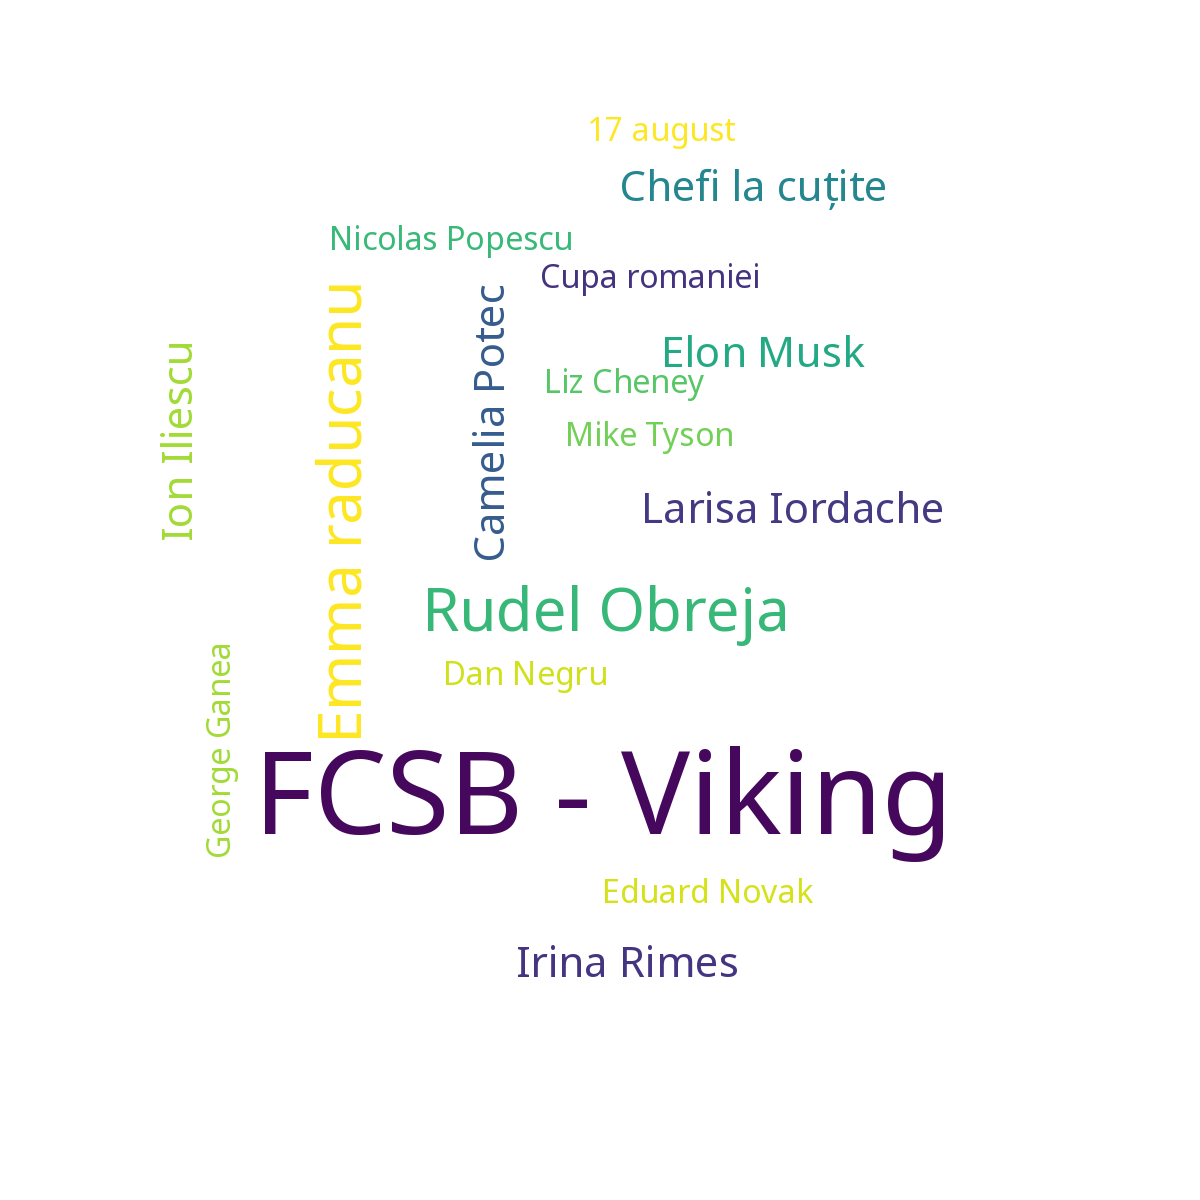 17 august
Chefi la cuțite
Nicolas Popescu
Cupa romaniei
Emma raducanu
Camelia Potec
Ion Iliescu
Elon Musk
Liz Cheney
Mike Tyson
Larisa Iordache
Rudel Obreja
George Ganea
Dan Negru
FCSB - Viking
Eduard Novak
Irina Rimes